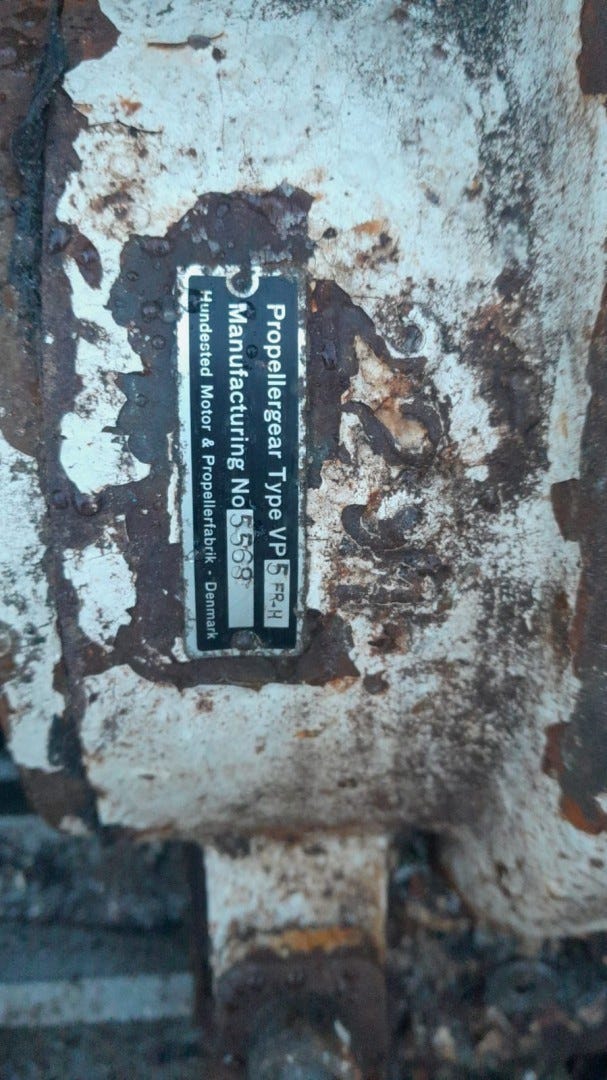 Propellergear Type VP 5 FR-H
Manufacturing No 5568
Hundested Motor & Propellerfabrik · Denmark